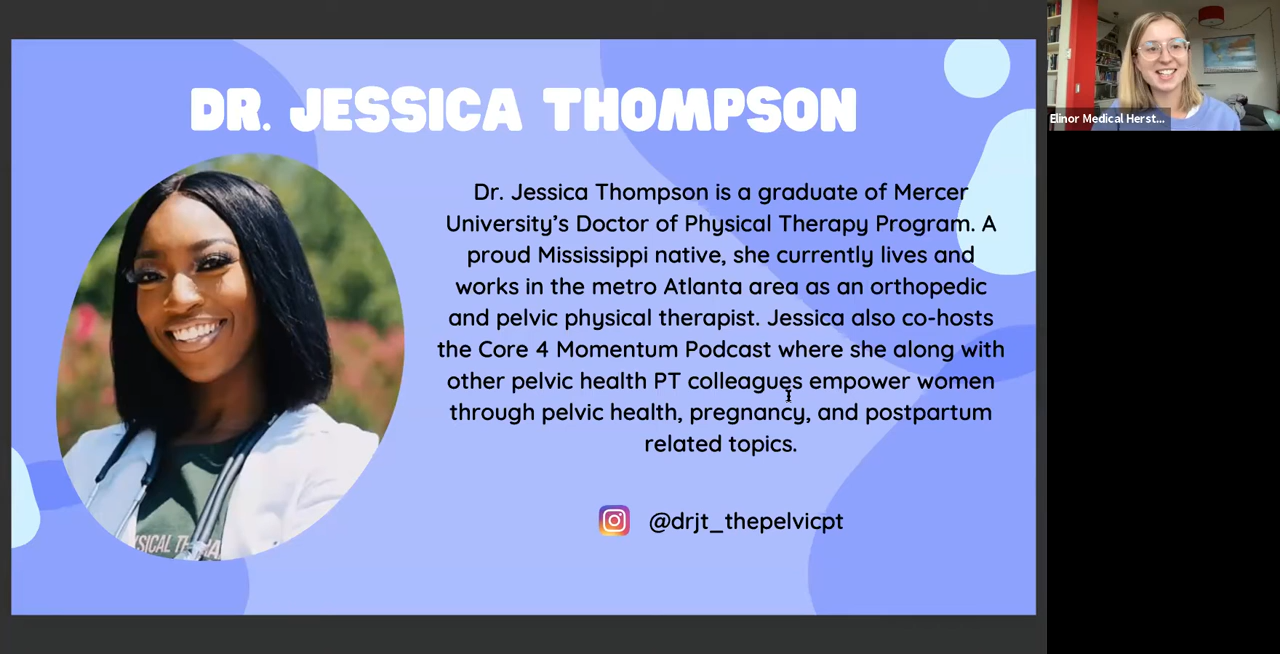 DR. JESSICA THOMPSON
Dr. Jessica Thompson is a graduate of Mercer
University’s Doctor of Physical Therapy Program. A
proud Mississippi native, she currently lives and
works in the metro Atlanta area as an orthopedic
and pelvic physical therapist. Jessica also co-hosts
the Core 4 Momentum Podcast where she along with
other pelvic health PT colleagues empower women
through pelvic health, pregnancy, and postpartum
related topics.
@drjt_thepelvicpt
Elinor Medical Herst...